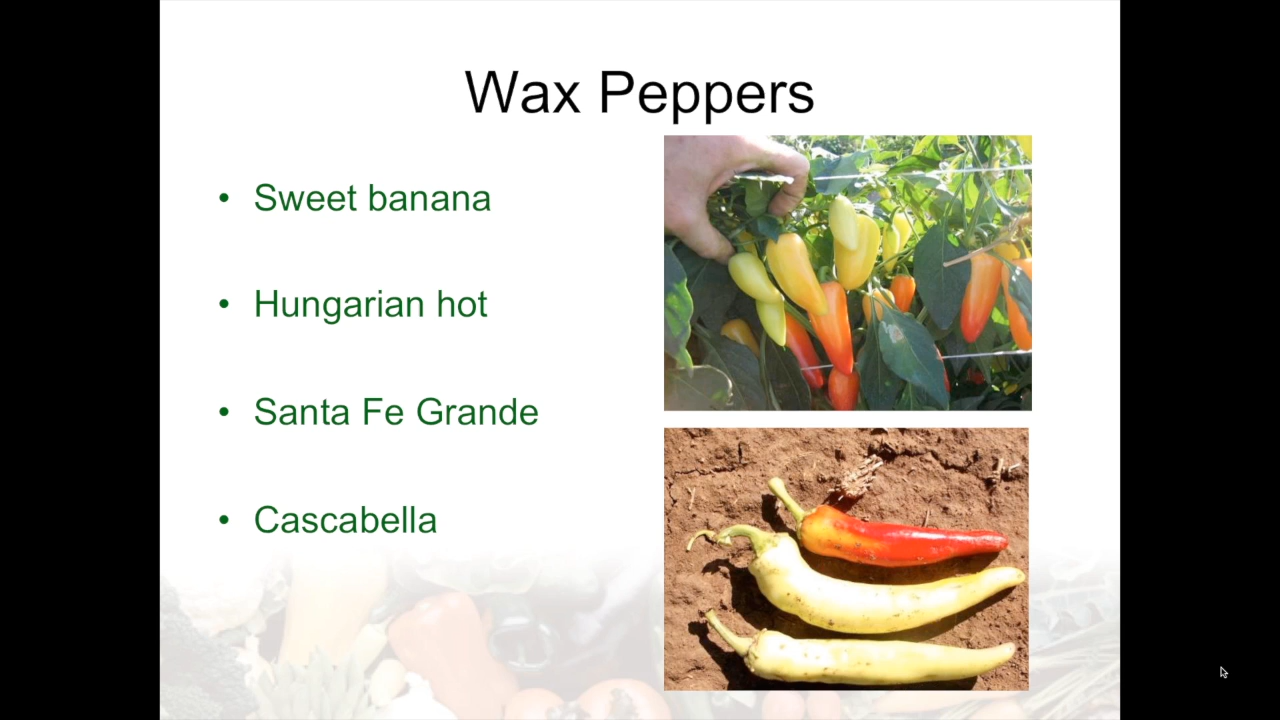 Wax Peppers
• Sweet banana
• Hungarian hot
• Santa Fe Grande
• Cascabella